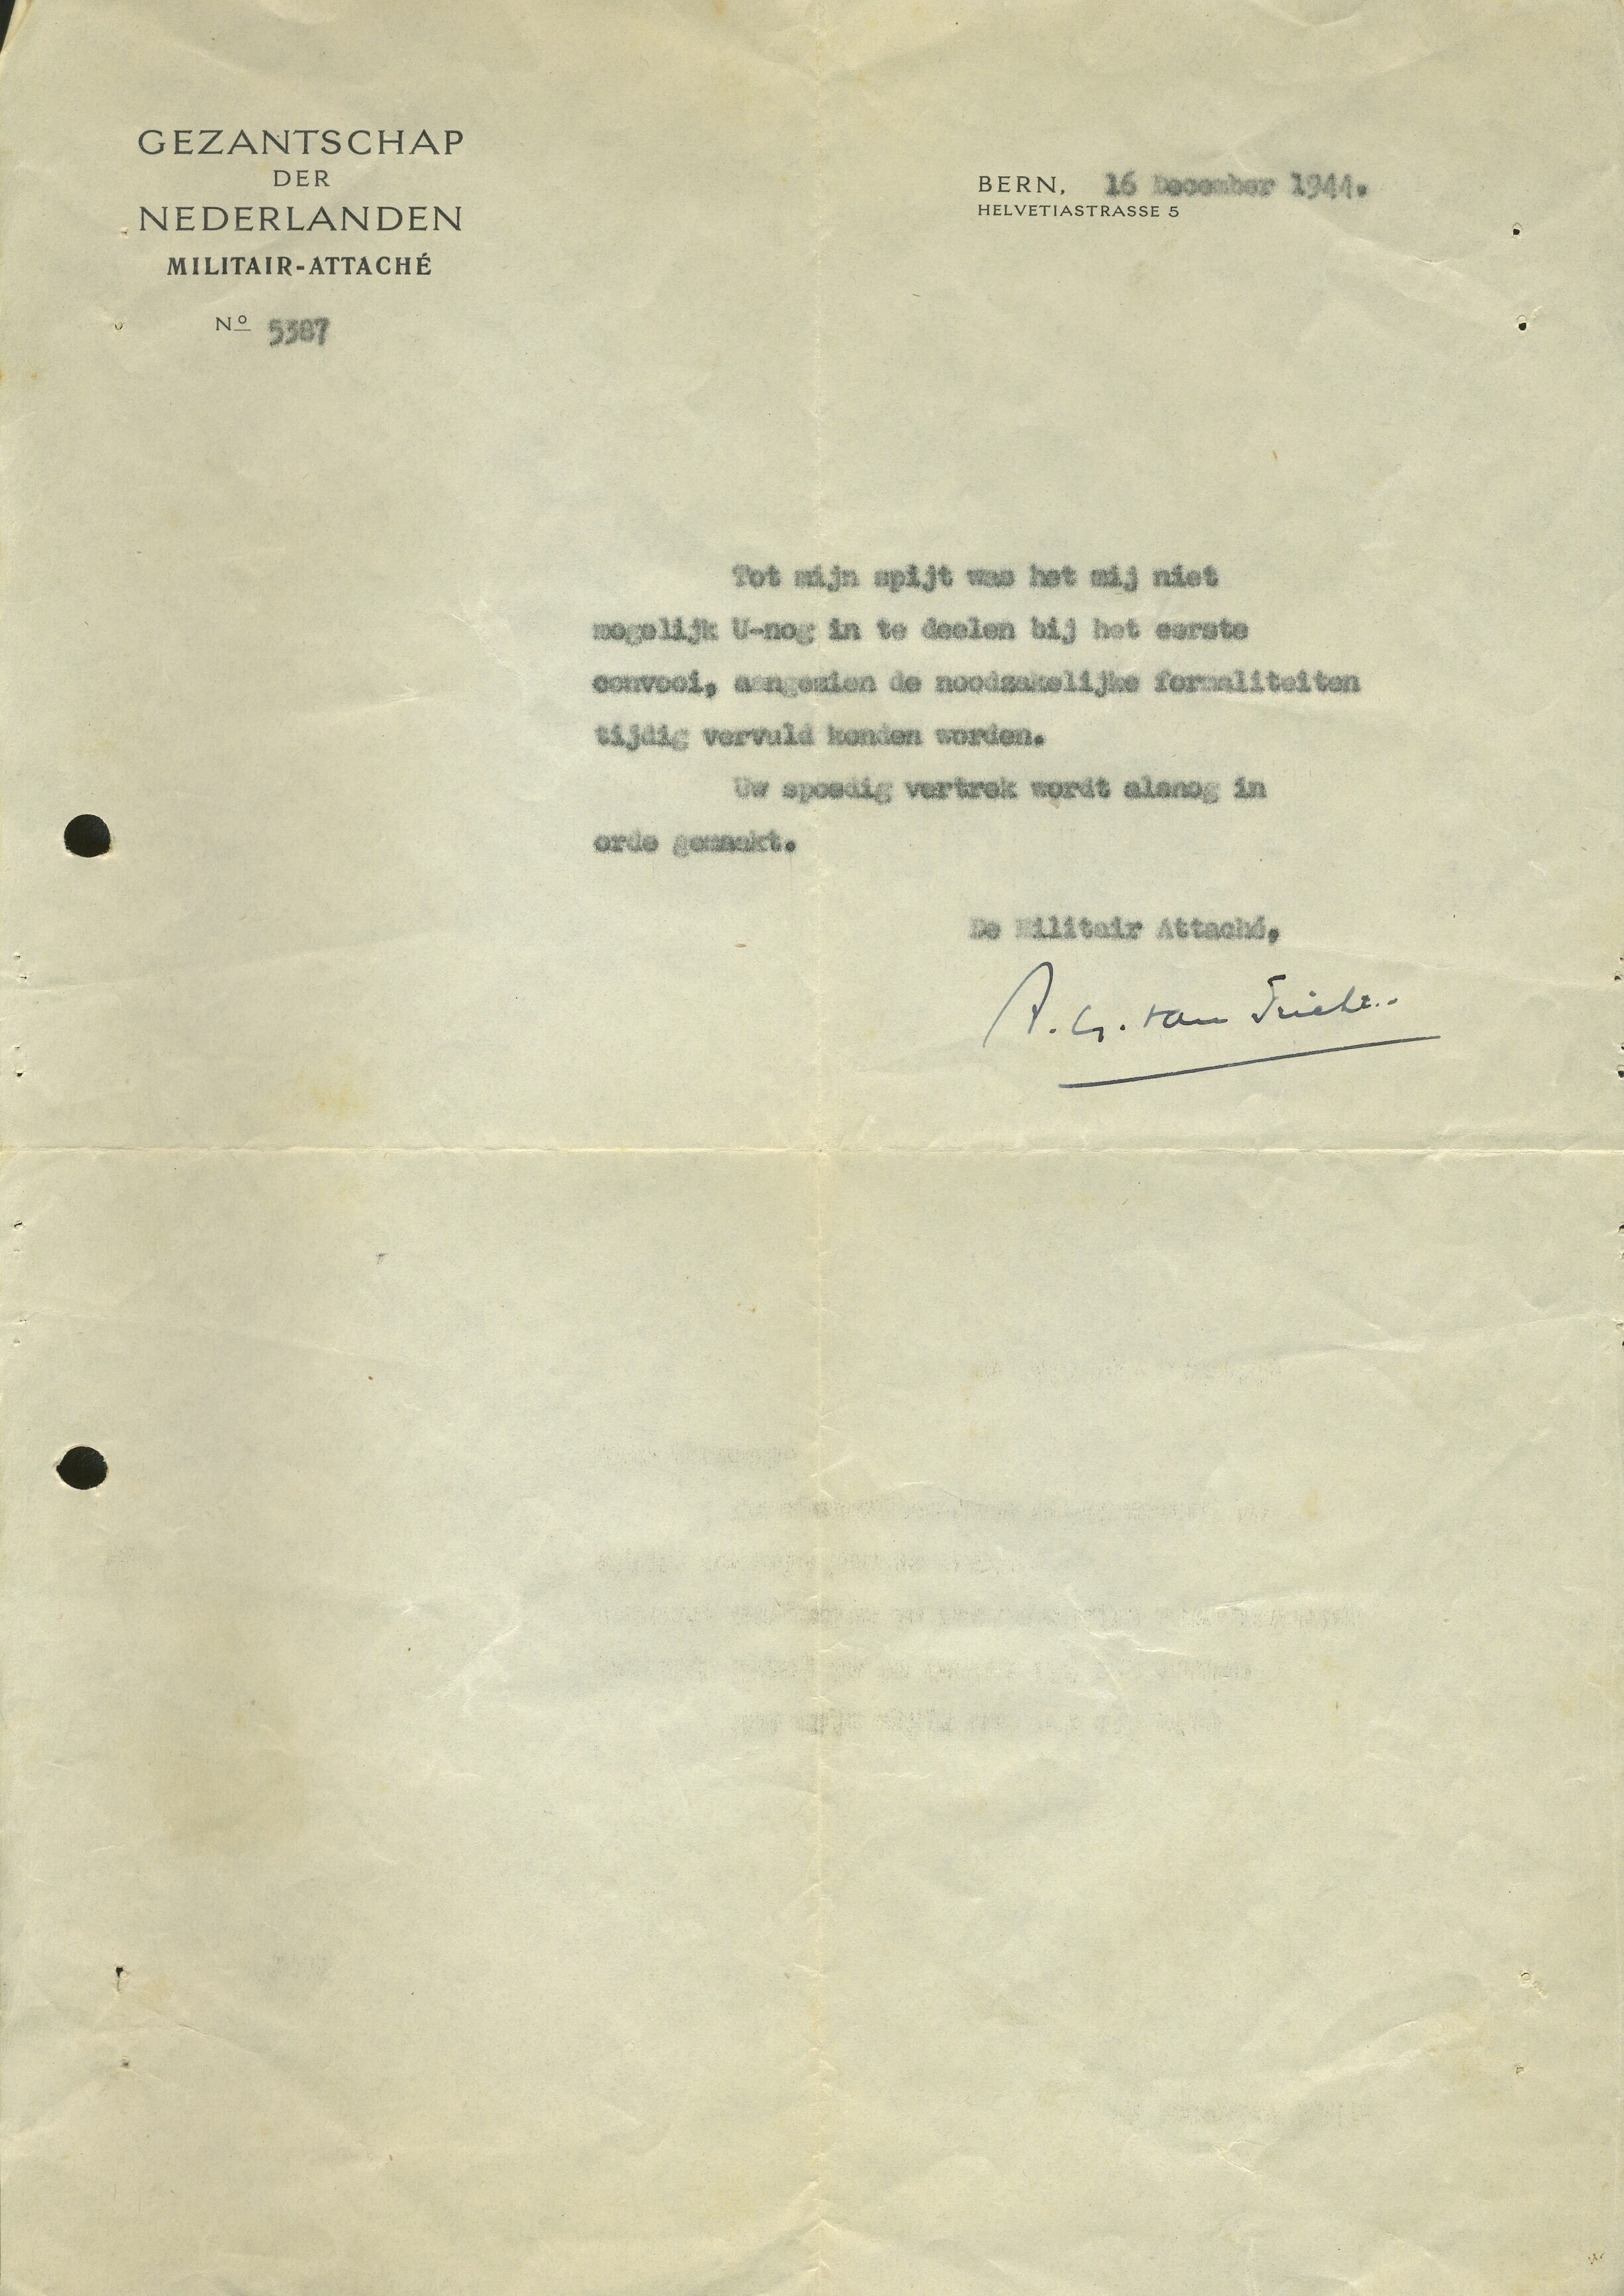 GEZANTSCHAP
DER
NEDERLANDEN
MILITAIR-ATTACHÉ
Nº 5387
BERN, 16 December 1944.
HELVETIASTRASSE 5
Tot mijn spijt was het mij niet
mogelijk U-nog in te deelen bij het eerste
convooi, aangezien de noodzakelijke formaliteiten
tijdig vervuld konden worden.
Uw spoedig vertrek wordt alsnog in
orde gemaakt.
De Militair Attaché,
A. G. van Tricht.